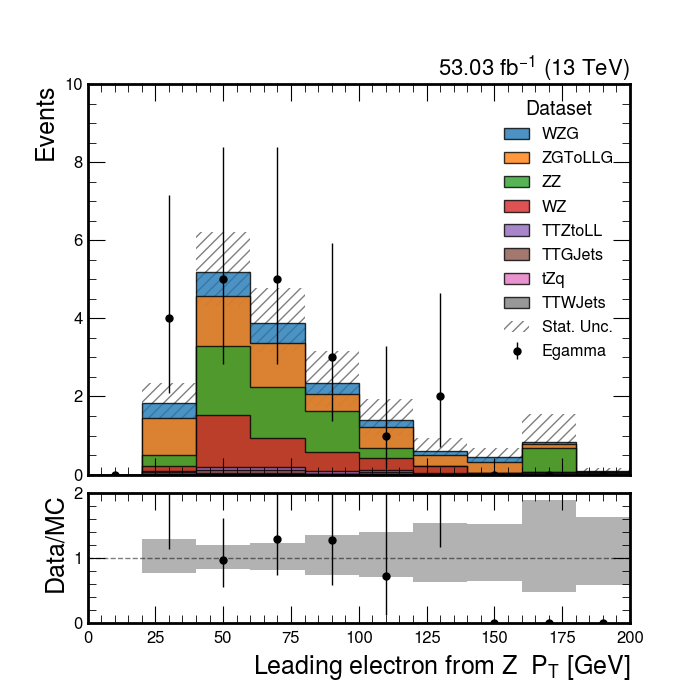 53.03 fb⁻¹ (13 TeV)
Events
10
8
6
4
2
0
Dataset
WZG
ZGToLLG
ZZ
WZ
TTZtoLL
TTGJets
tZq
TTWJets
Stat. Unc.
Egamma
Data/MC
2
1
0
0 25 50 75 100 125 150 175 200
Leading electron from Z P_T [GeV]